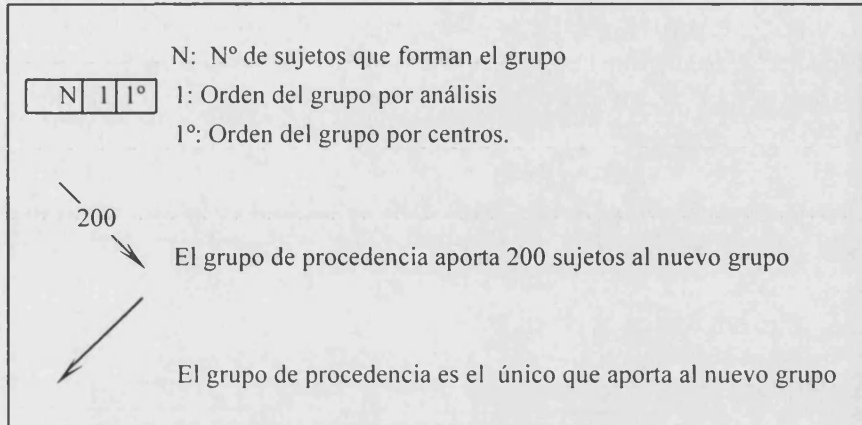 N: Nº de sujetos que forman el grupo
N 1 1º
1: Orden del grupo por análisis
1º: Orden del grupo por centros.
200
El grupo de procedencia aporta 200 sujetos al nuevo grupo
El grupo de procedencia es el único que aporta al nuevo grupo